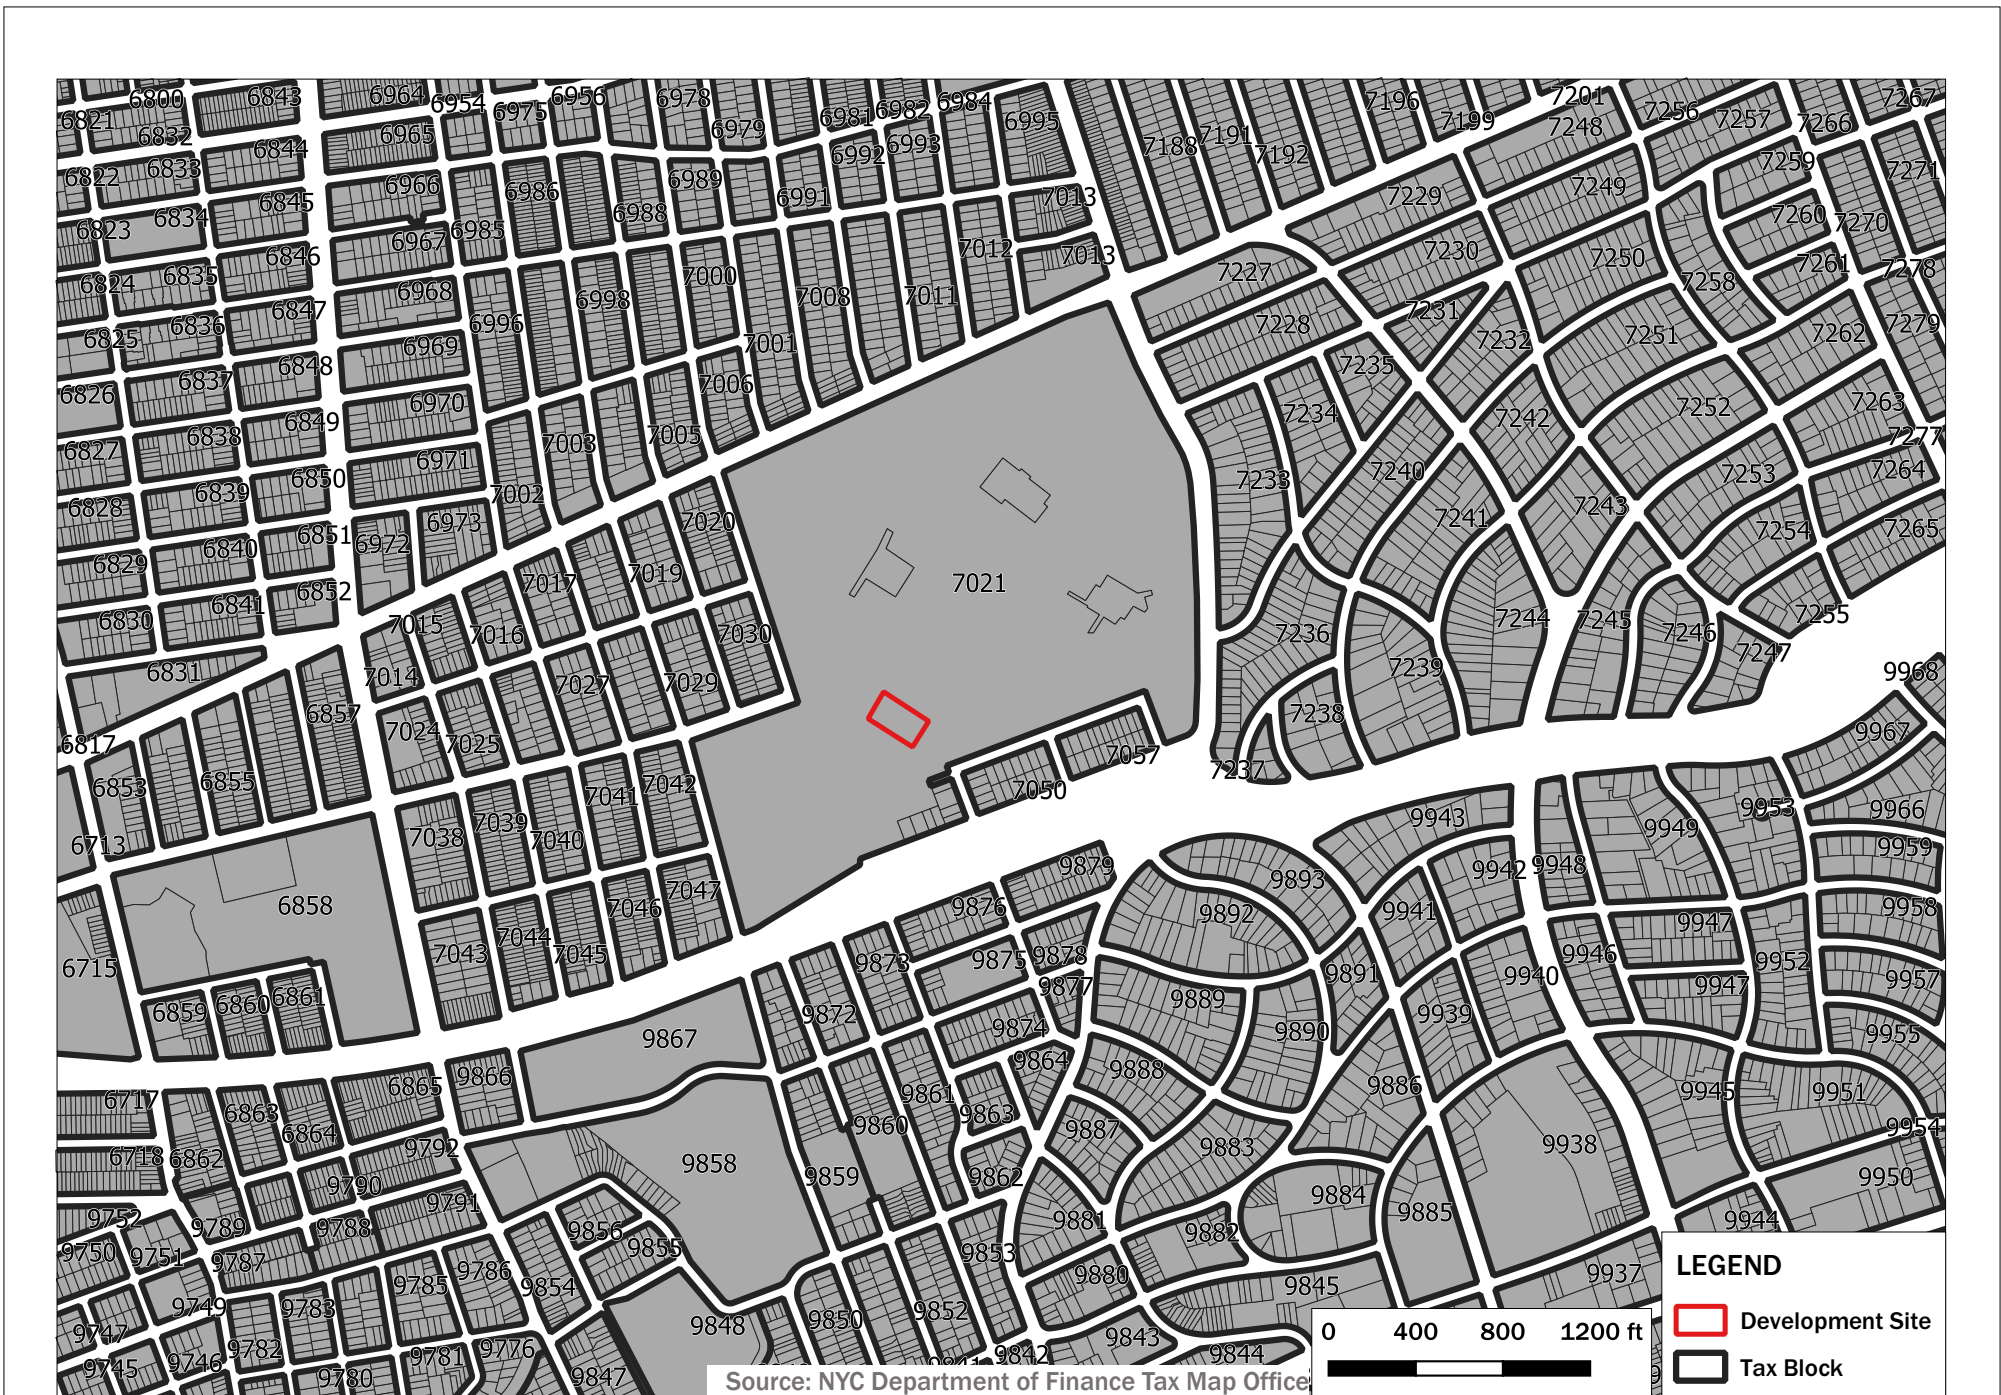 6800 6843 6964 6954 6975 6956 6978 6979 6981 6982 6984 6995 7196 7199 7201 7248 7256 7257 7266 7267
6821 6832 6844 6965 6992 6993 7188 7191 7192 7259 7271
6822 6833 6845 6966 6985 6986 6988 6989 6991 7013 7229 7249 7260 7270
6823 6834 6846 6967 7012 7013 7230 7250 7261 7278
6824 6835 6847 6968 6996 6998 7000 7008 7011 7227 7231 7258
6825 6836 6848 6969 7001 7228 7232 7251 7262 7279
6826 6837 6849 6970 7006 7235 7234 7242 7252 7263
6827 6838 6850 6971 7003 7005 7233 7240 7253 7264 7277
6828 6839 6851 6972 6973 7002 7020 7241 7243 7254 7265
6829 6840 6852 7017 7019 7021 7244 7245 7246 7255
6830 6841 7015 7016 7030 7236 7247
6831 7014 7027 7029 7239 9968
6817 6857 7024 7025 7238 9967
6853 6855 7042 7057 7237
6713 7038 7039 7040 7041 7050 9943 9949 9953 9966
6858 7047 7046 9879 9893 9942 9948 9959
6715 7043 7044 7045 9876 9892 9941 9947 9958
6859 6860 6861 9873 9875 9878 9891 9940 9946 9952 9957
9867 9872 9874 9877 9889 9890 9939 9947 9955
6717 6865 9866 9861 9864 9888 9886 9945 9951
6718 6862 6863 6864 9792 9860 9863 9887 9883 9938 9954
9752 9789 9790 9791 9858 9859 9862 9884 9885 9950
9750 9751 9787 9788 9856 9855 9853 9881 9882 9944
9749 9783 9785 9786 9854 9880 9845 9937
9747 9746 9782 9781 9776 9848 9850 9852 9843 9844
9745 9780 9847 9842
LEGEND
Development Site
Tax Block
0 400 800 1200 ft
Source: NYC Department of Finance Tax Map Office